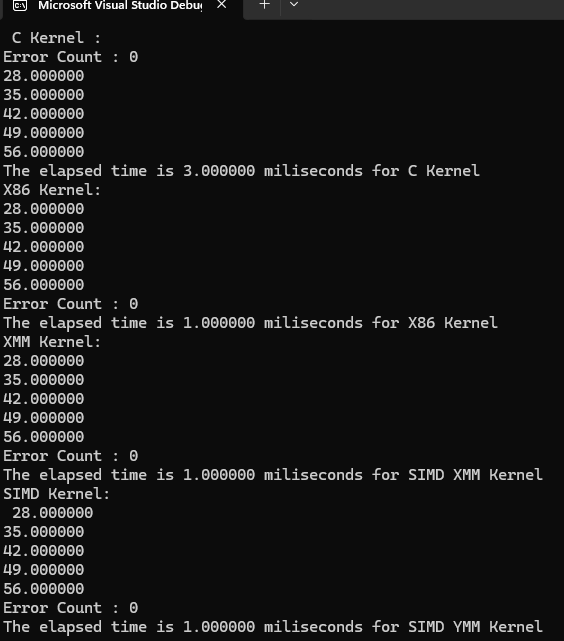 Microsoft Visual Studio Debu
C Kernel :
Error Count : 0
28.000000
35.000000
42.000000
49.000000
56.000000
The elapsed time is 3.000000 miliseconds for C Kernel
X86 Kernel:
28.000000
35.000000
42.000000
49.000000
56.000000
Error Count : 0
The elapsed time is 1.000000 miliseconds for X86 Kernel
XMM Kernel:
28.000000
35.000000
42.000000
49.000000
56.000000
Error Count : 0
The elapsed time is 1.000000 miliseconds for SIMD XMM Kernel
SIMD Kernel:
28.000000
35.000000
42.000000
49.000000
56.000000
Error Count : 0
The elapsed time is 1.000000 miliseconds for SIMD YMM Kernel